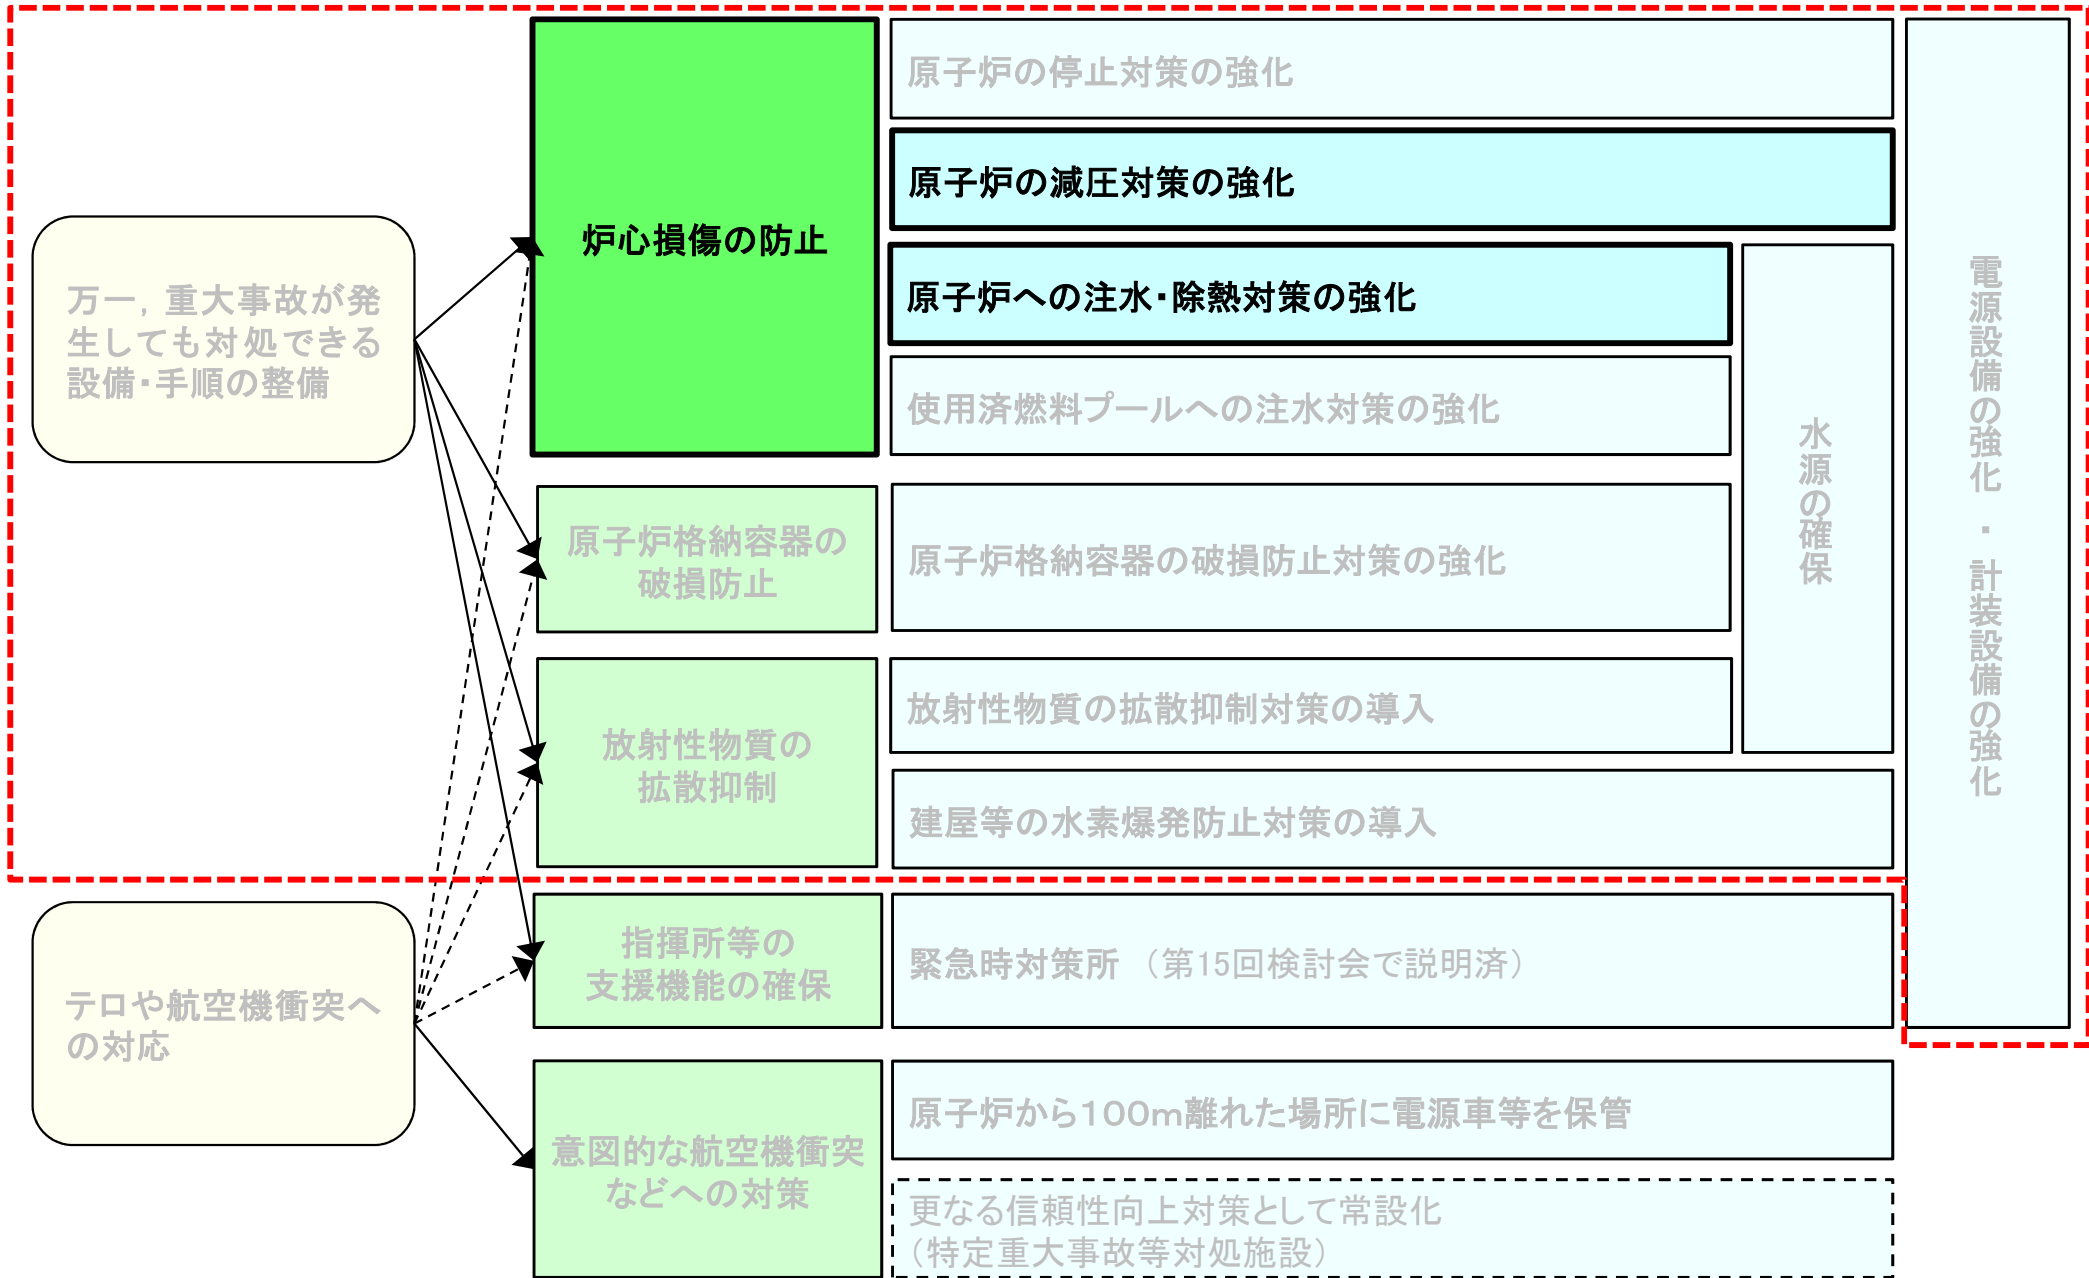 万一，重大事故が発
生しても対処できる
設備・手順の整備
テロや航空機衝突へ
の対応
炉心損傷の防止
原子炉格納容器の
破損防止
放射性物質の
拡散抑制
指揮所等の
支援機能の確保
意図的な航空機衝突
などへの対策
原子炉の停止対策の強化
原子炉の減圧対策の強化
原子炉への注水・除熱対策の強化
使用済燃料プールへの注水対策の強化
原子炉格納容器の破損防止対策の強化
放射性物質の拡散抑制対策の導入
建屋等の水素爆発防止対策の導入
緊急時対策所（第15回検討会で説明済）
原子炉から１００ｍ離れた場所に電源車等を保管
更なる信頼性向上対策として常設化
（特定重大事故等対処施設）
水源の確保
電源設備の強化・計装設備の強化